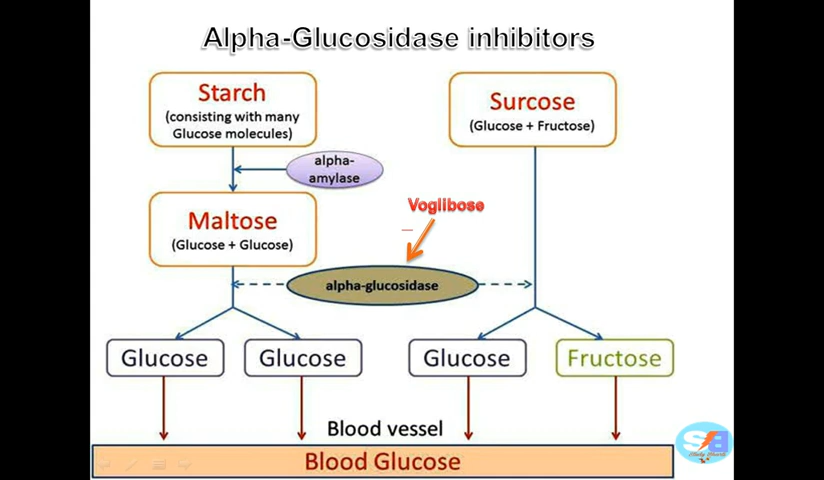 Alpha-Glucosidase inhibitors
Starch
(consisting with many
Glucose molecules)
Surcose
(Glucose + Fructose)
alpha-
amylase
Maltose
(Glucose + Glucose)
Voglibose
alpha-glucosidase
Glucose
Glucose
Glucose
Fructose
Blood vessel
Blood Glucose